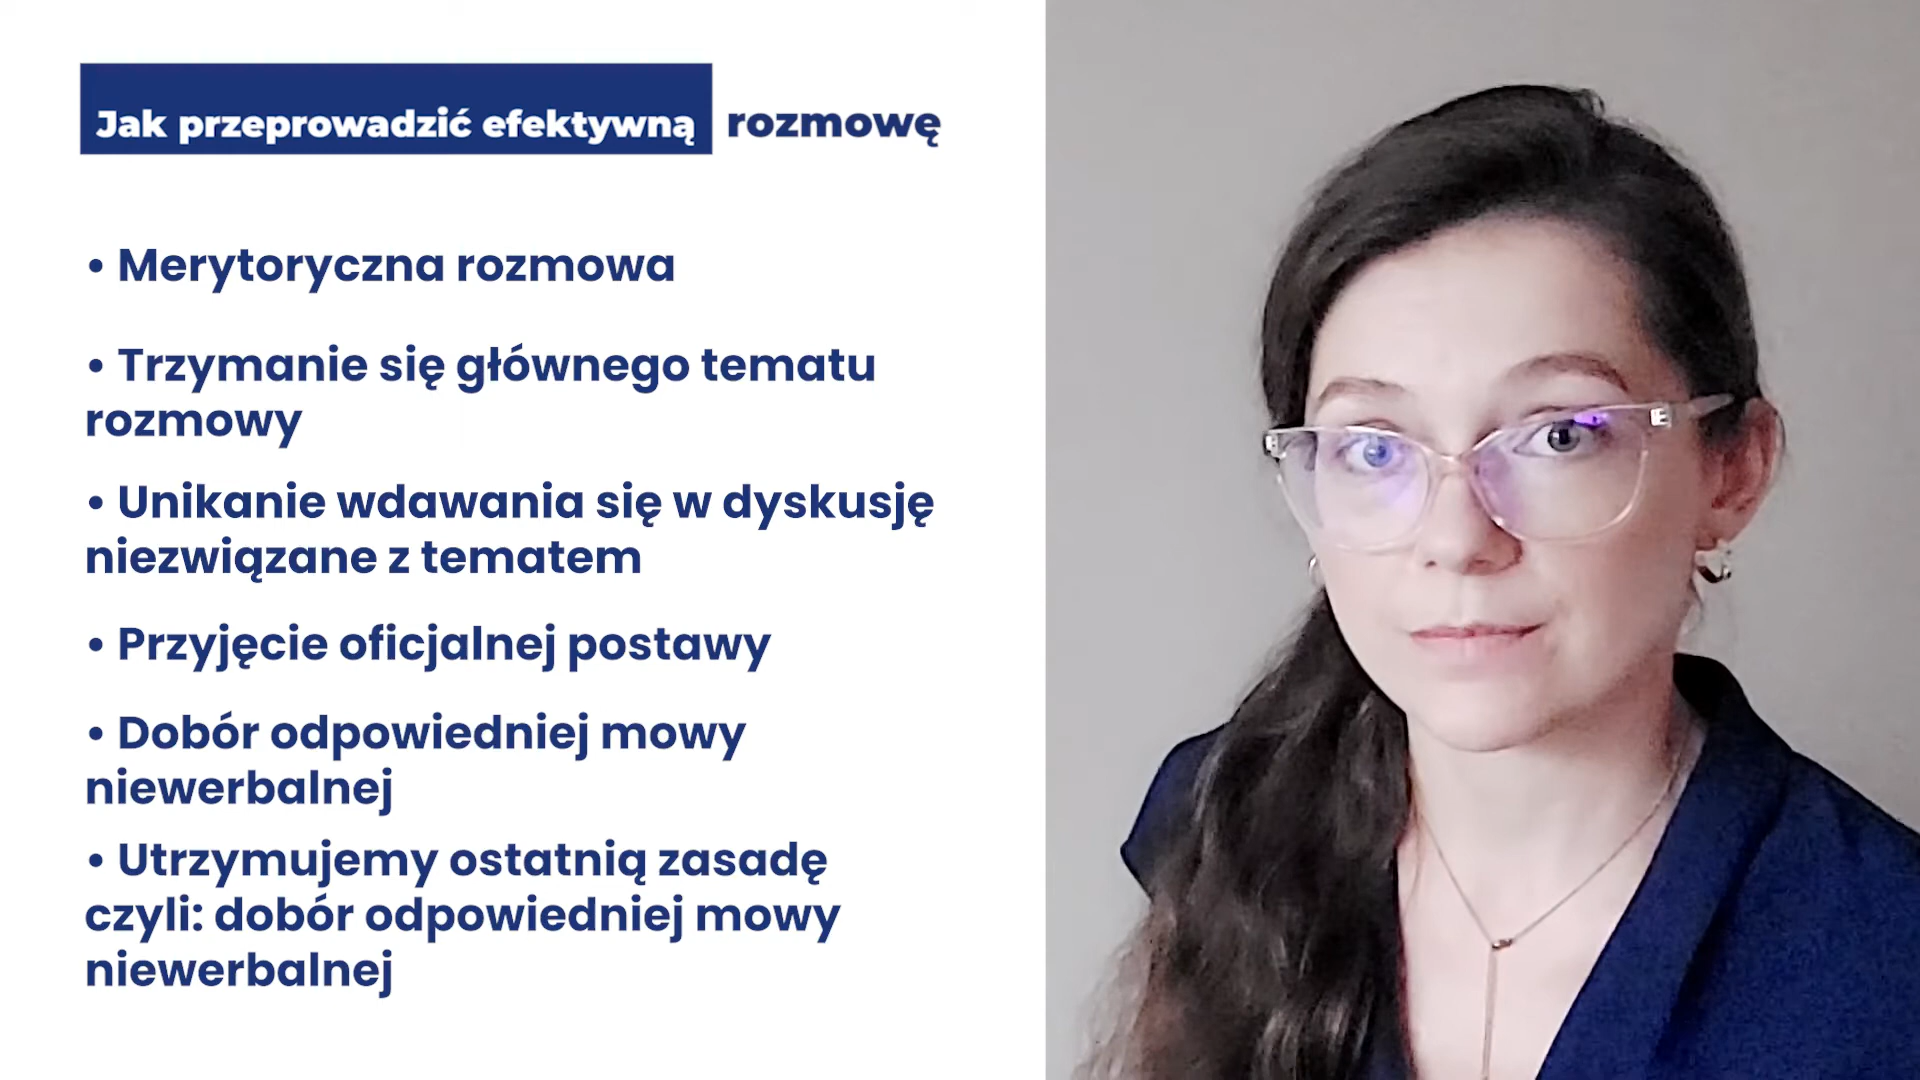 Jak przeprowadzić efektywną rozmowę
• Merytoryczna rozmowa
• Trzymanie się głównego tematu
rozmowy
• Unikanie wdawania się w dyskusję
niezwiązane z tematem
• Przyjęcie oficjalnej postawy
• Dobór odpowiedniej mowy
niewerbalnej
• Utrzymujemy ostatnią zasadę
czyli: dobór odpowiedniej mowy
niewerbalnej